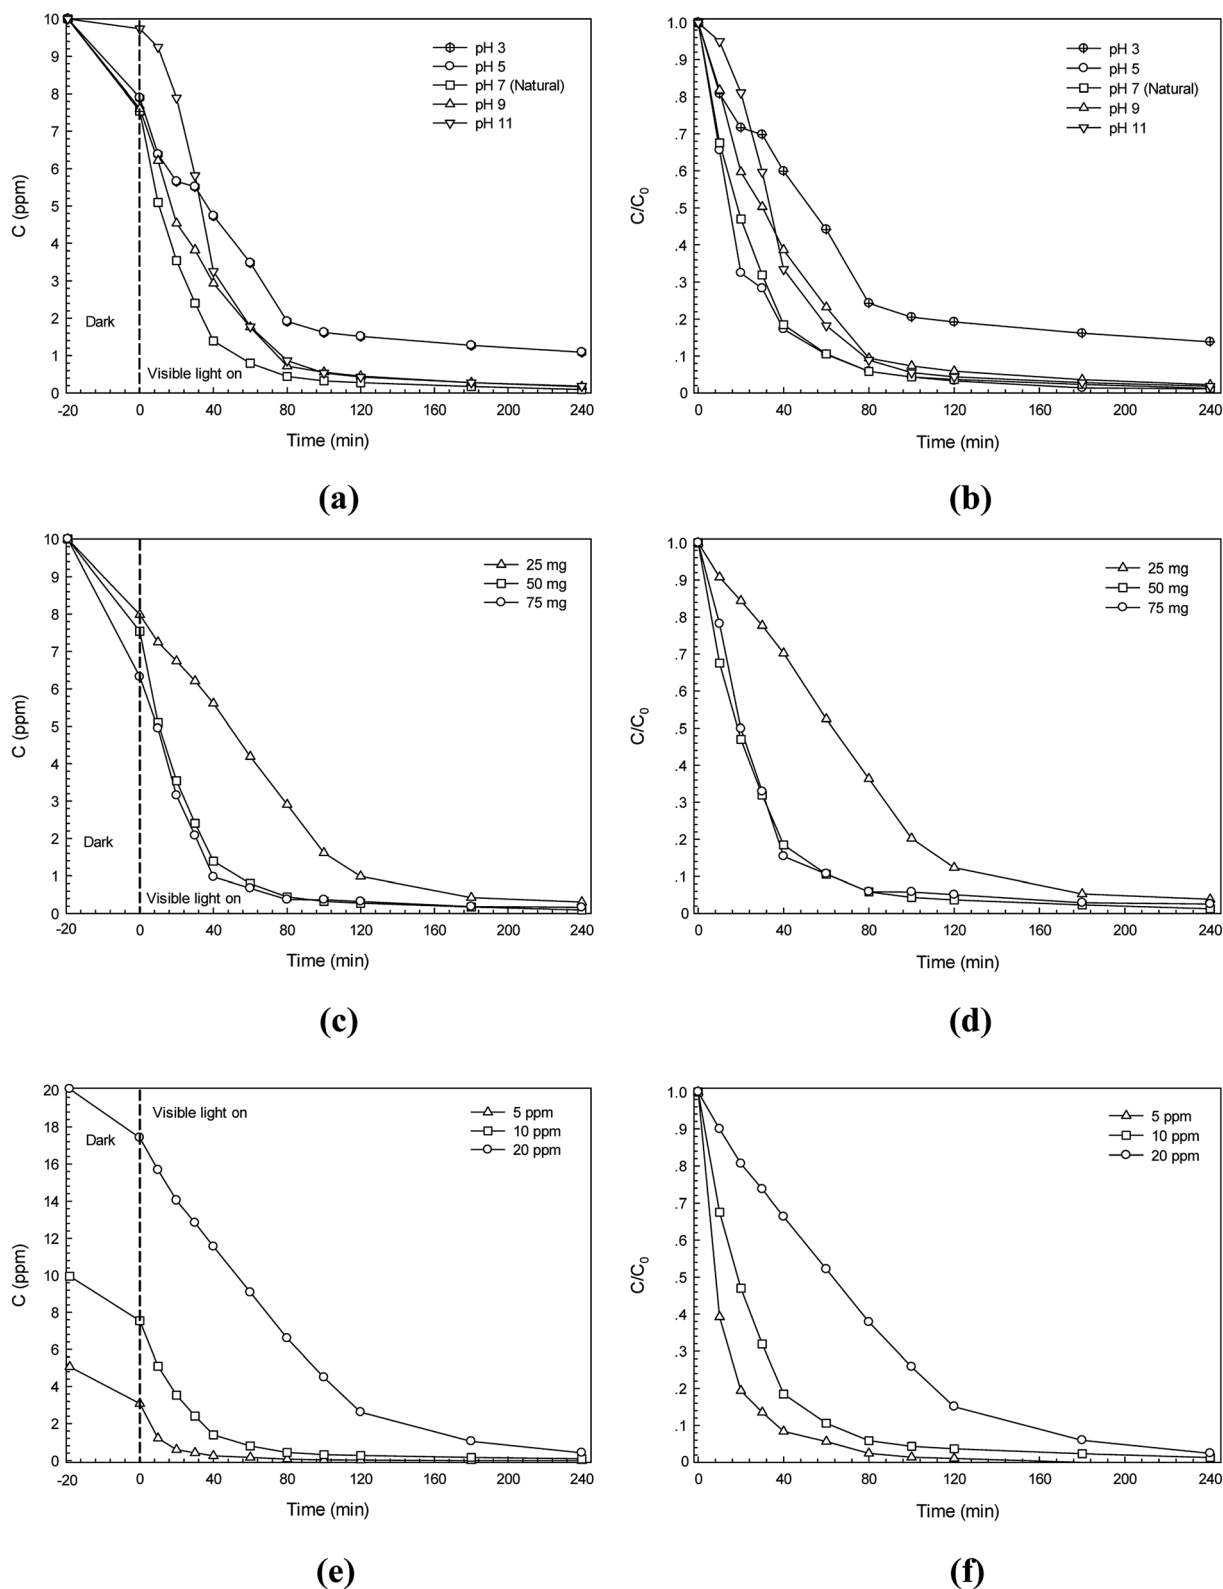 10
9
8
7
6
5
4
3
2
1
0
C (ppm)
pH 3
pH 5
pH 7 (Natural)
pH 9
pH 11
Dark
Visible light on
-20 0 40 80 120 160 200 240
Time (min)
(a)
1.0
.9
.8
.7
.6
.5
.4
.3
.2
.1
0
C/C0
pH 3
pH 5
pH 7 (Natural)
pH 9
pH 11
0 40 80 120 160 200 240
Time (min)
(b)
10
9
8
7
6
5
4
3
2
1
0
C (ppm)
25 mg
50 mg
75 mg
Dark
Visible light on
-20 0 40 80 120 160 200 240
Time (min)
(c)
1.0
.9
.8
.7
.6
.5
.4
.3
.2
.1
0
C/C0
25 mg
50 mg
75 mg
0 40 80 120 160 200 240
Time (min)
(d)
20
18
16
14
12
10
8
6
4
2
0
C (ppm)
Visible light on
Dark
5 ppm
10 ppm
20 ppm
-20 0 40 80 120 160 200 240
Time (min)
(e)
1.0
.9
.8
.7
.6
.5
.4
.3
.2
.1
0
C/C0
5 ppm
10 ppm
20 ppm
0 40 80 120 160 200 240
Time (min)
(f)